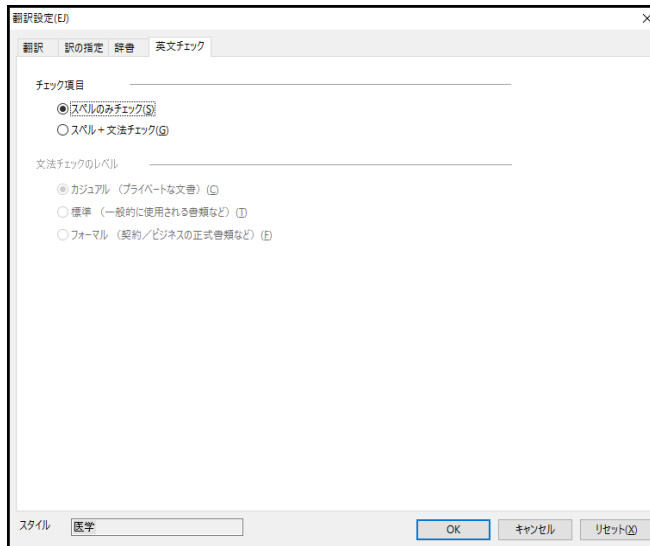 翻訳設定(EJ)
翻訳 訳の指定 辞書 英文チェック
チェック項目
スペルのみチェック(S)
スペル + 文法チェック(G)
文法チェックのレベル
カジュアル (プライベートな文書) (C)
標準 (一般的に使用される書類など) (T)
フォーマル (契約/ビジネスの正式書類など) (F)
スタイル 医学 OK キャンセル リセット(X)